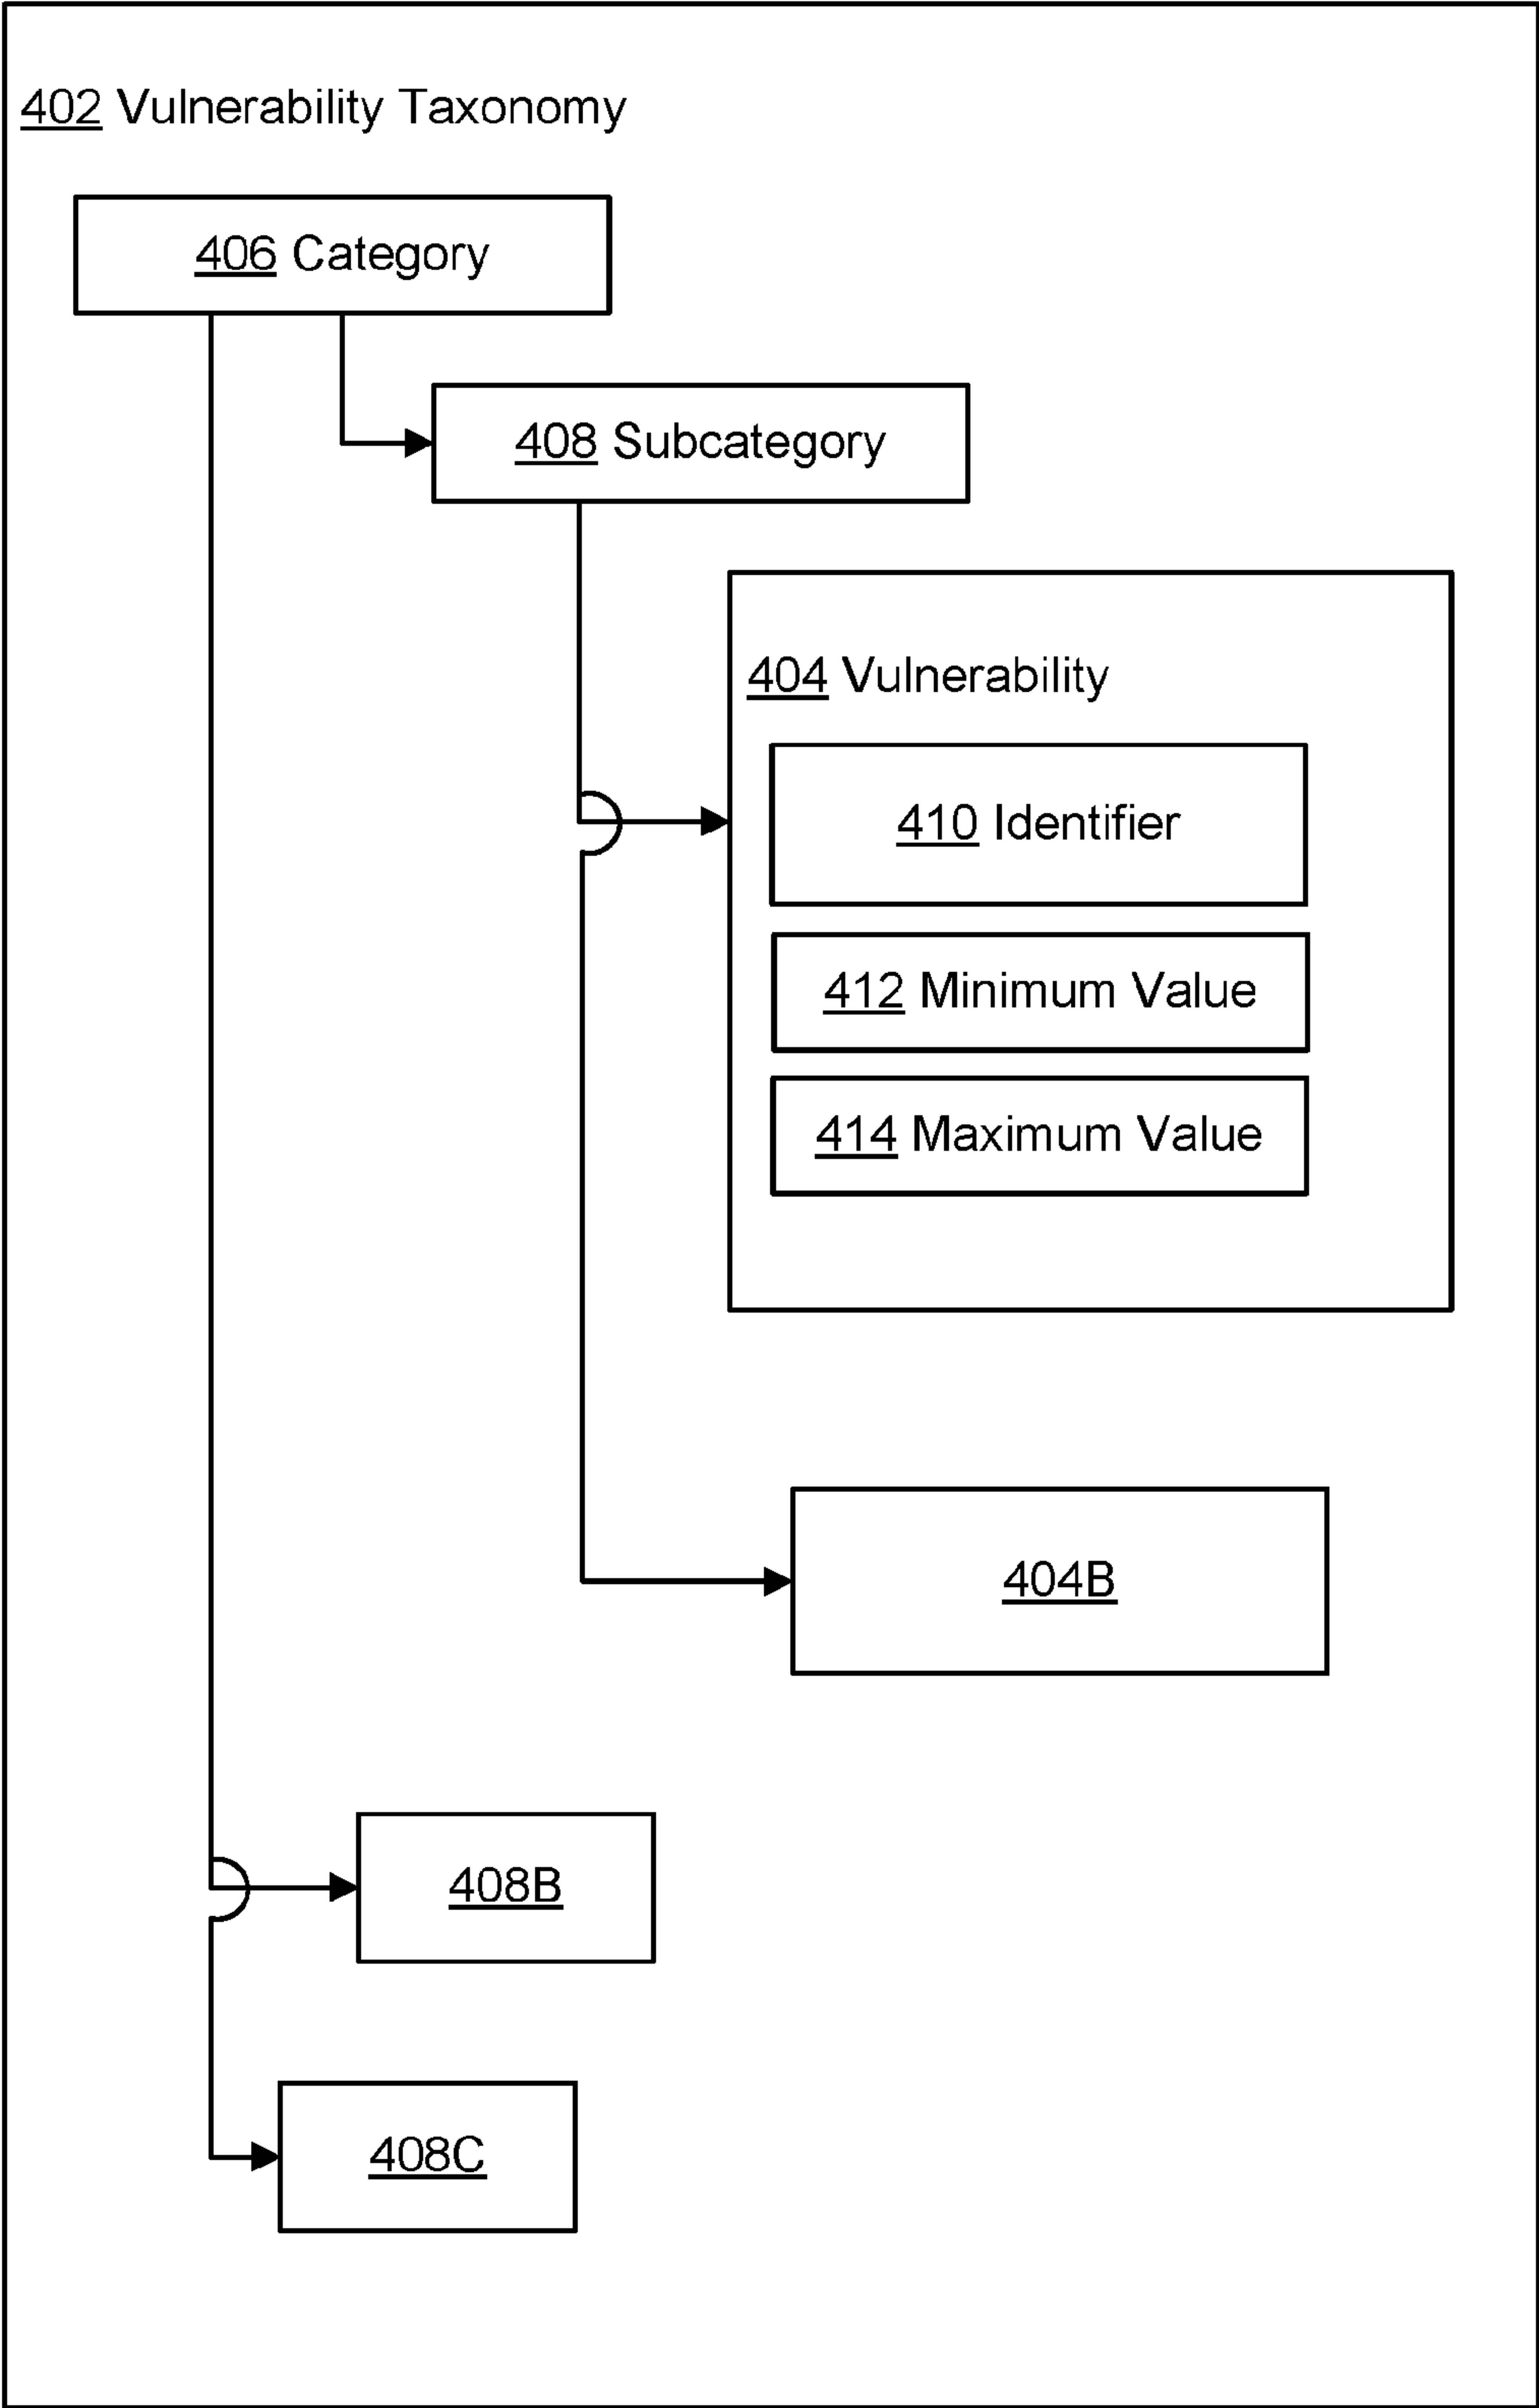 402 Vulnerability Taxonomy
406 Category
408 Subcategory
404 Vulnerability
410 Identifier
412 Minimum Value
414 Maximum Value
404B
408B
408C